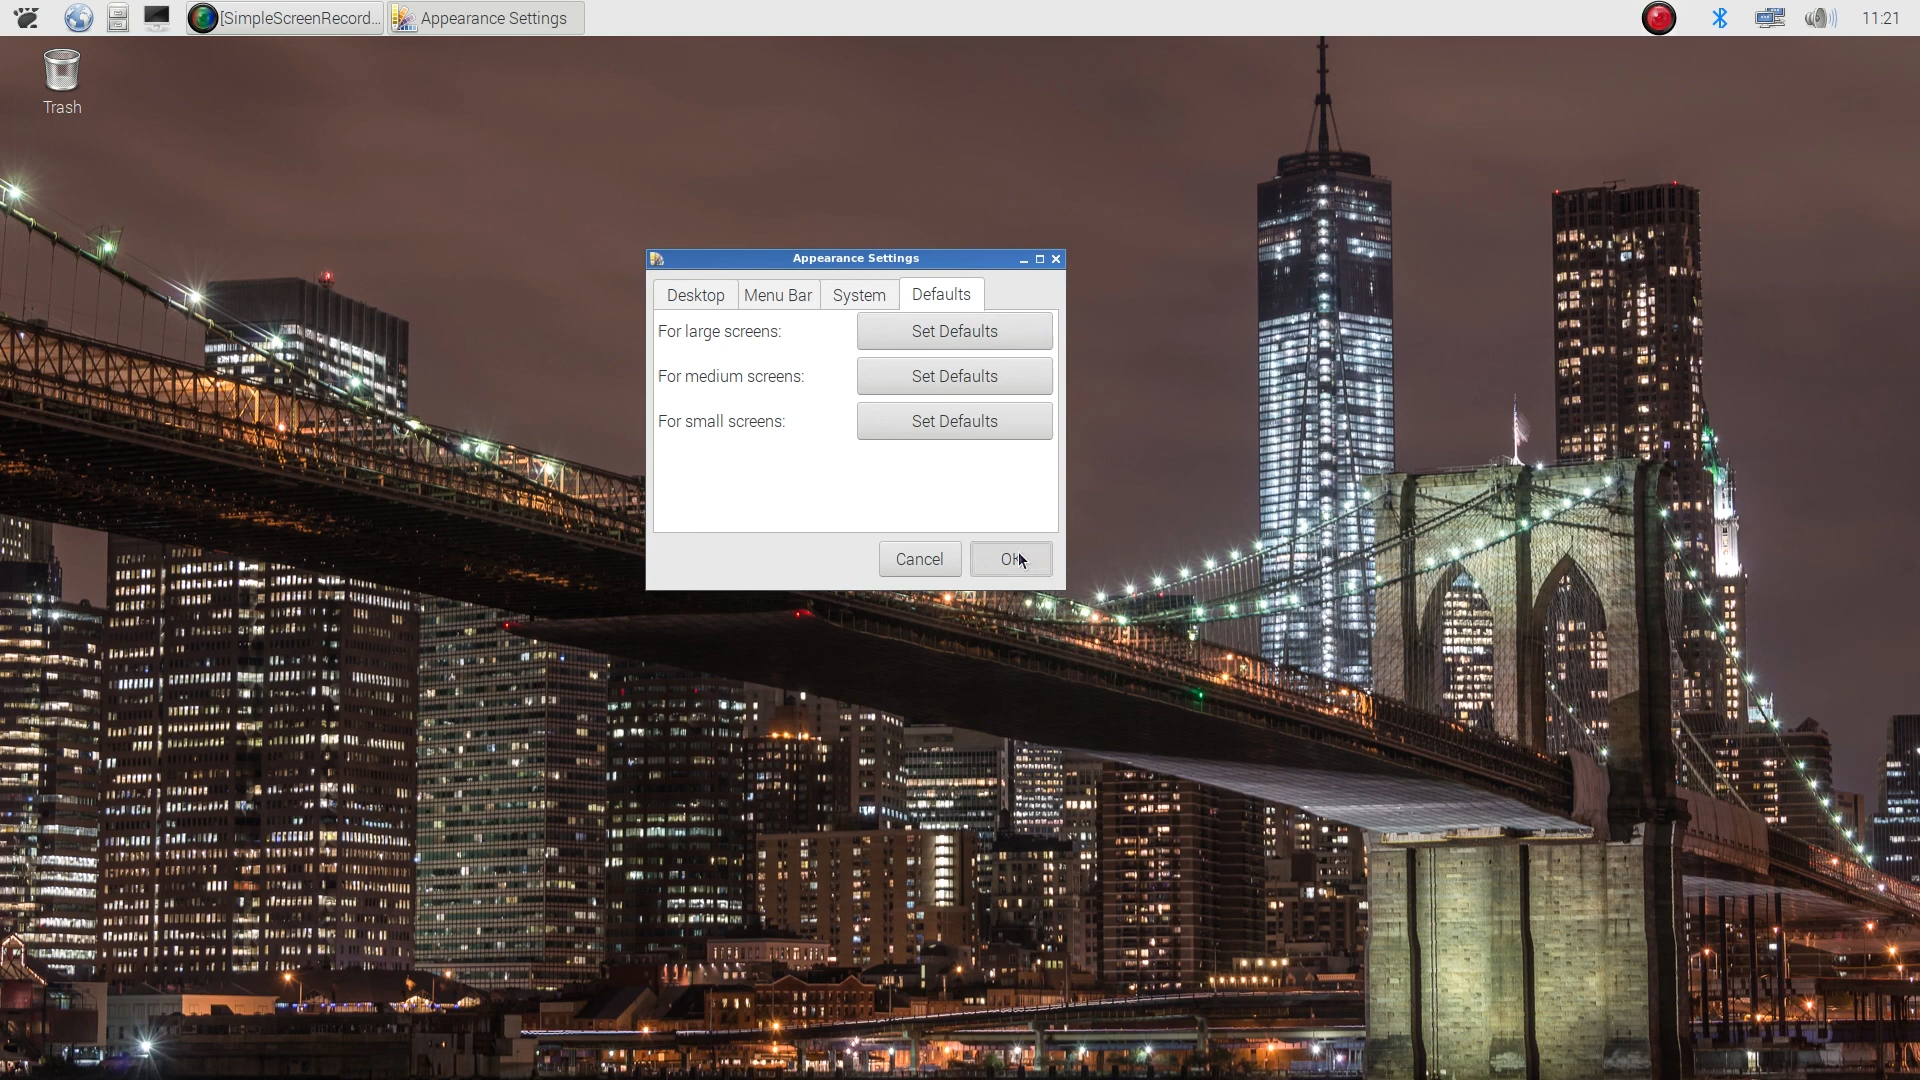 [SimpleScreenRecord...
Appearance Settings
11:21
Trash
Appearance Settings
Desktop
Menu Bar
System
Defaults
For large screens:
Set Defaults
For medium screens:
Set Defaults
For small screens:
Set Defaults
Cancel
OK